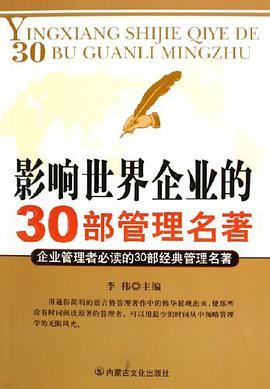 YINGXIANG SHIJIE QIYE DE
30 BU GUANLI MINGZHU
影响世界企业的
30部管理名著
企业管理者必读的30部经典管理名著
李 伟●主编
用通俗简明的语言将管理著作中的精华展现出来，使那些
没有时间阅读原著的管理者，可以用最少的时间从中领略管理
学的无限风光。
内蒙古文化出版社